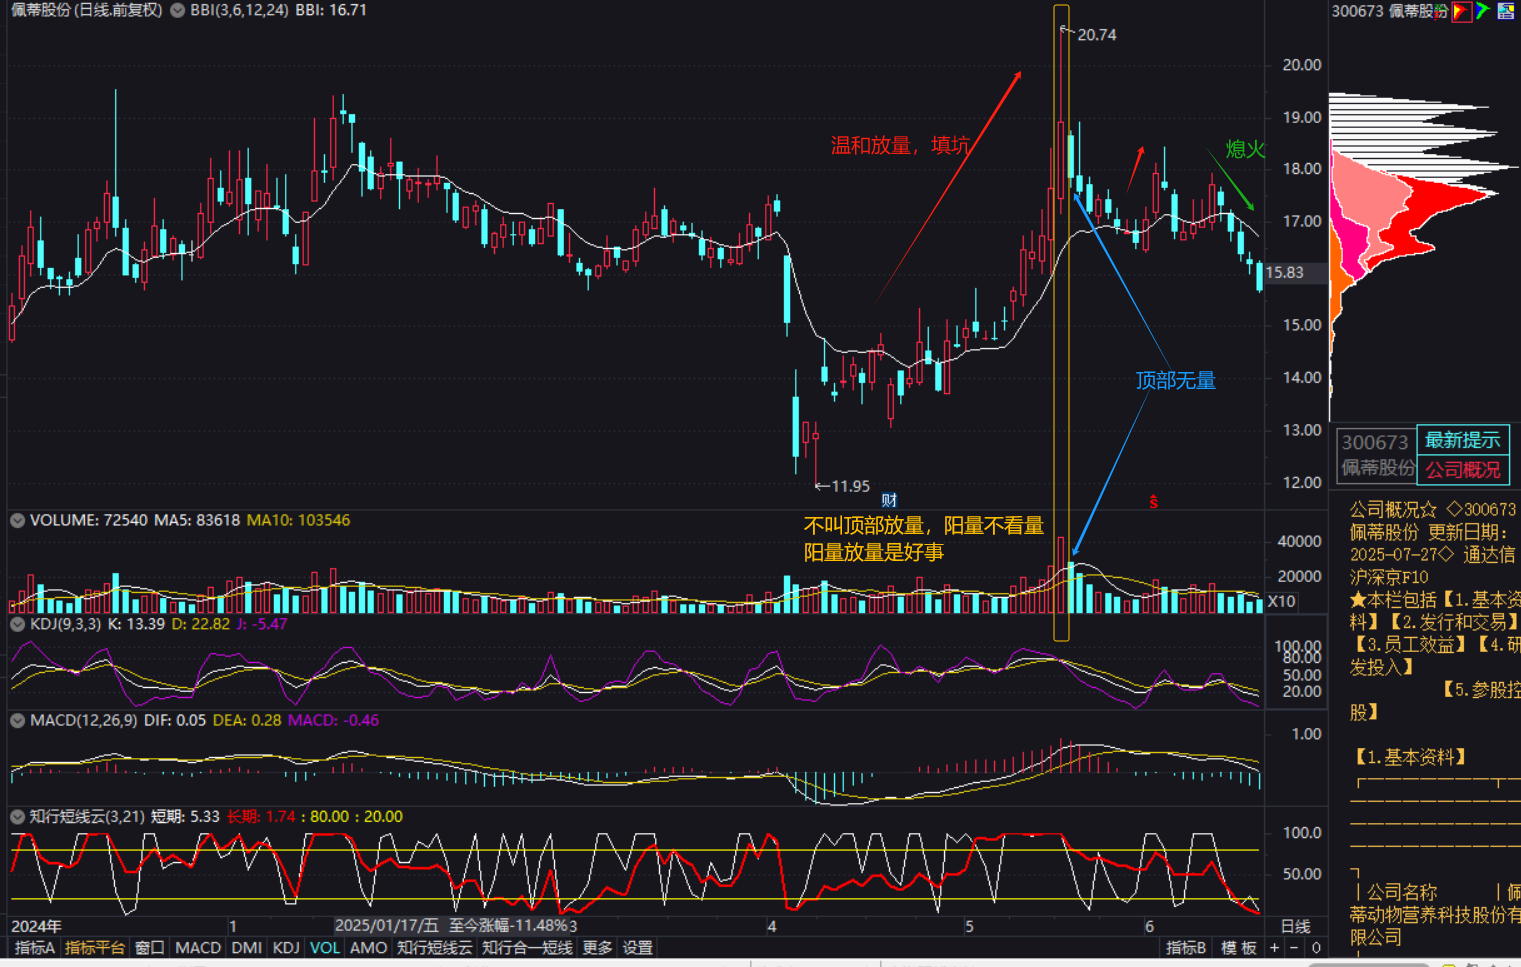 佩蒂股份(日线.前复权) BBI(3,6,12,24) BBI: 16.71
300673 佩蒂股份
20.74
20.00
19.00
18.00
17.00
15.83
15.00
14.00
13.00
12.00
温和放量，填坑
熄火
顶部无量
11.95
财
ŝ
不叫顶部放量，阳量不看量
阳量放量是好事
VOLUME: 72540 MA5: 83618 MA10: 103546
40000
20000
X10
KDJ(9,3,3) K: 13.39 D: 22.82 J: -5.47
100.00
80.00
50.00
20.00
MACD(12,26,9) DIF: 0.05 DEA: 0.28 MACD: -0.46
1.00
知行短线云(3,21) 短期: 5.33 长期: 1.74 : 80.00 : 20.00
100.0
50.00
2024年 1 2025/01/17/五 至今涨幅-11.48% 3 4 5 6 日线
指标A 指标平台 窗口 MACD DMI KDJ VOL AMO 知行短线云 知行合一短线 更多 设置 指标B 模板 + - 0
300673
佩蒂股份
最新提示
公司概况
公司概况☆ ◇300673
佩蒂股份 更新日期:
2025-07-27◇ 通达信
沪深京F10
★本栏包括【1.基本资
料】【2.发行和交易】
【3.员工效益】【4.研
发投入】
【5.参股控
股】
【1.基本资料】
|公司名称 |佩
蒂动物营养科技股份有
限公司